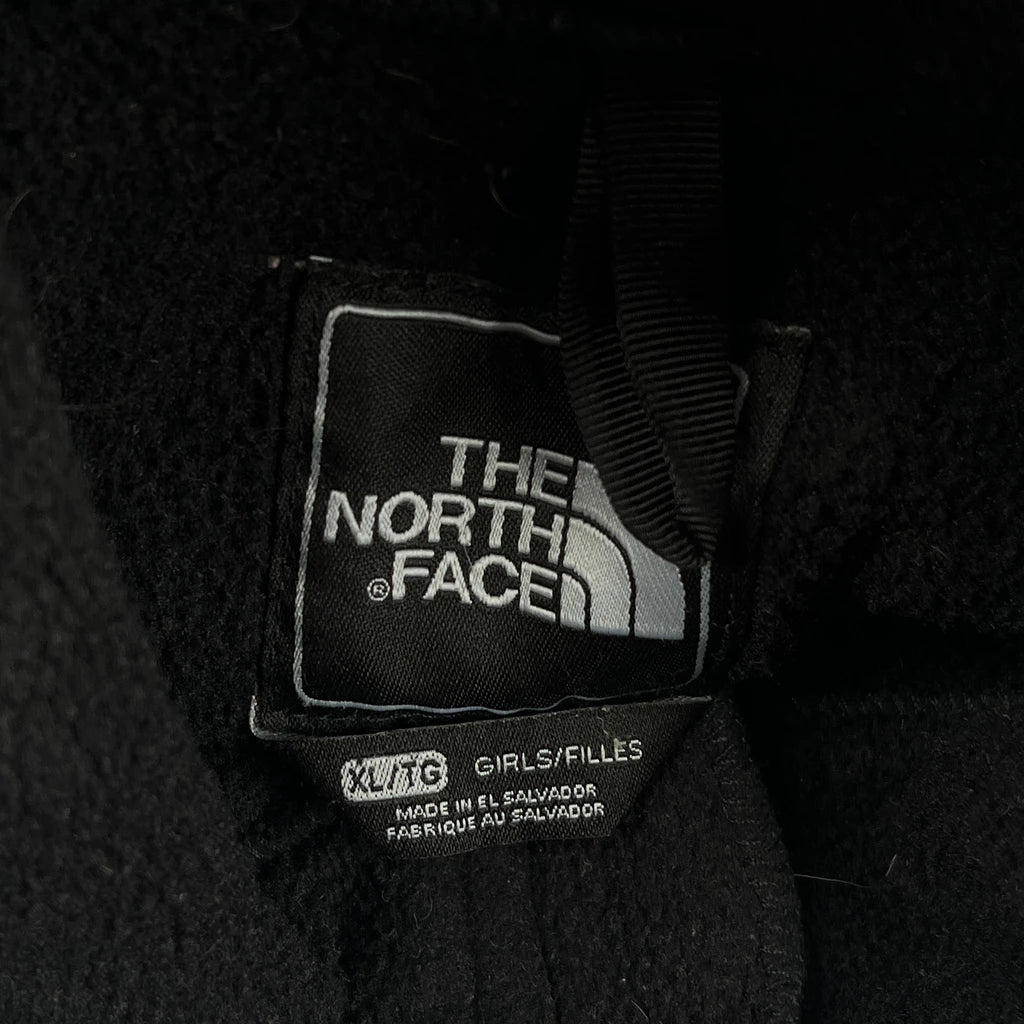 THE
NORTH
®FACE
XL/TG GIRLS/FILLES
MADE IN EL SALVADOR
FABRIQUE AU SALVADOR